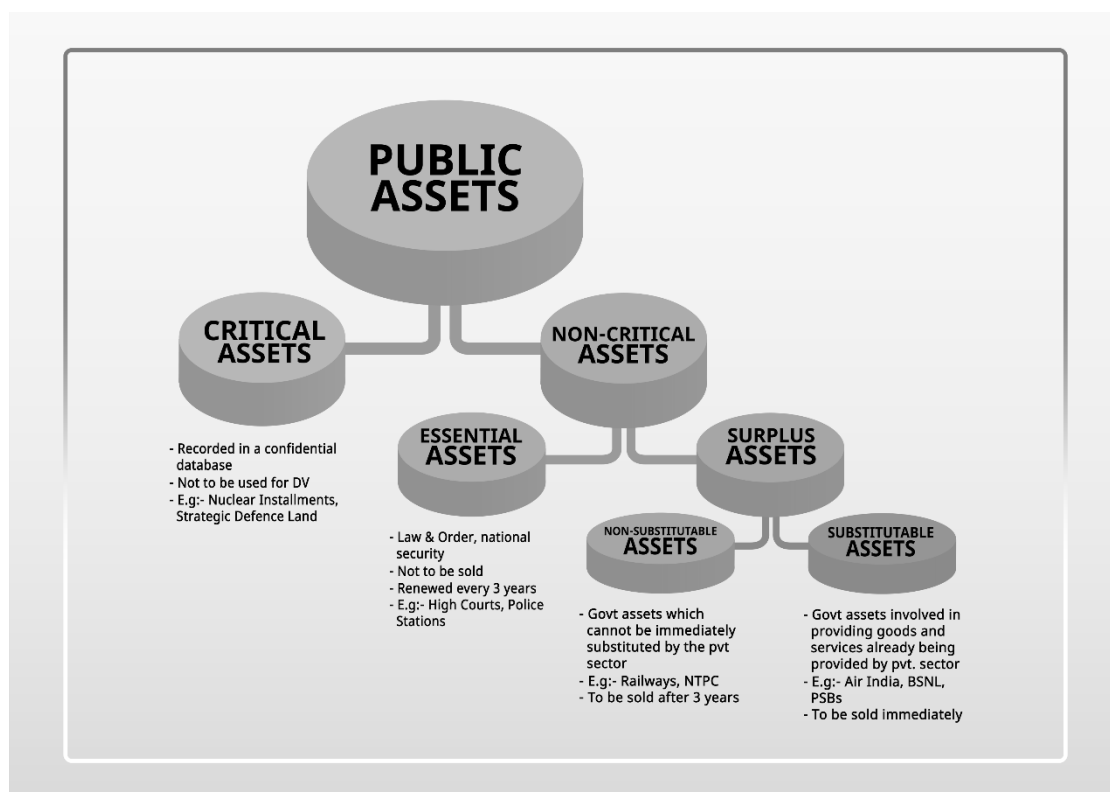 PUBLIC
ASSETS
CRITICAL
ASSETS
- Recorded in a confidential
database
- Not to be used for DV
- E.g:- Nuclear Installments,
Strategic Defence Land
NON-CRITICAL
ASSETS
ESSENTIAL
ASSETS
- Law & Order, national
security
- Not to be sold
- Renewed every 3 years
- E.g:- High Courts, Police
Stations
SURPLUS
ASSETS
NON-SUBSTITUTABLE
ASSETS
- Govt assets which
cannot be immediately
substituted by the pvt
sector
- E.g:- Railways, NTPC
- To be sold after 3 years
SUBSTITUTABLE
ASSETS
- Govt assets involved in
providing goods and
services already being
provided by pvt. sector
- E.g:- Air India, BSNL,
PSBs
- To be sold immediately